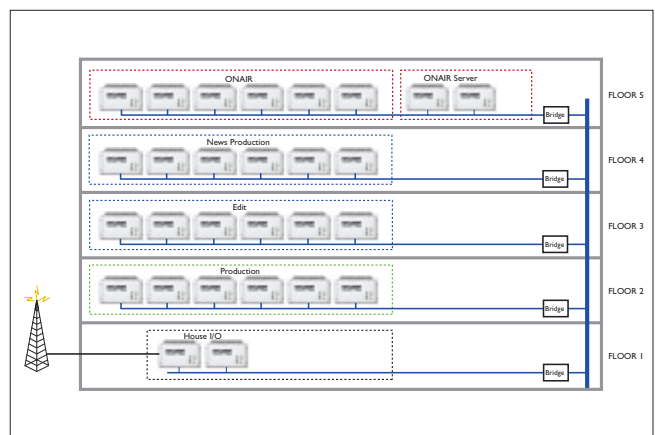 ONAIR
ONAIR Server
Bridge
FLOOR 5
News Production
Bridge
FLOOR 4
Edit
Bridge
FLOOR 3
Production
Bridge
FLOOR 2
House I/O
Bridge
FLOOR 1